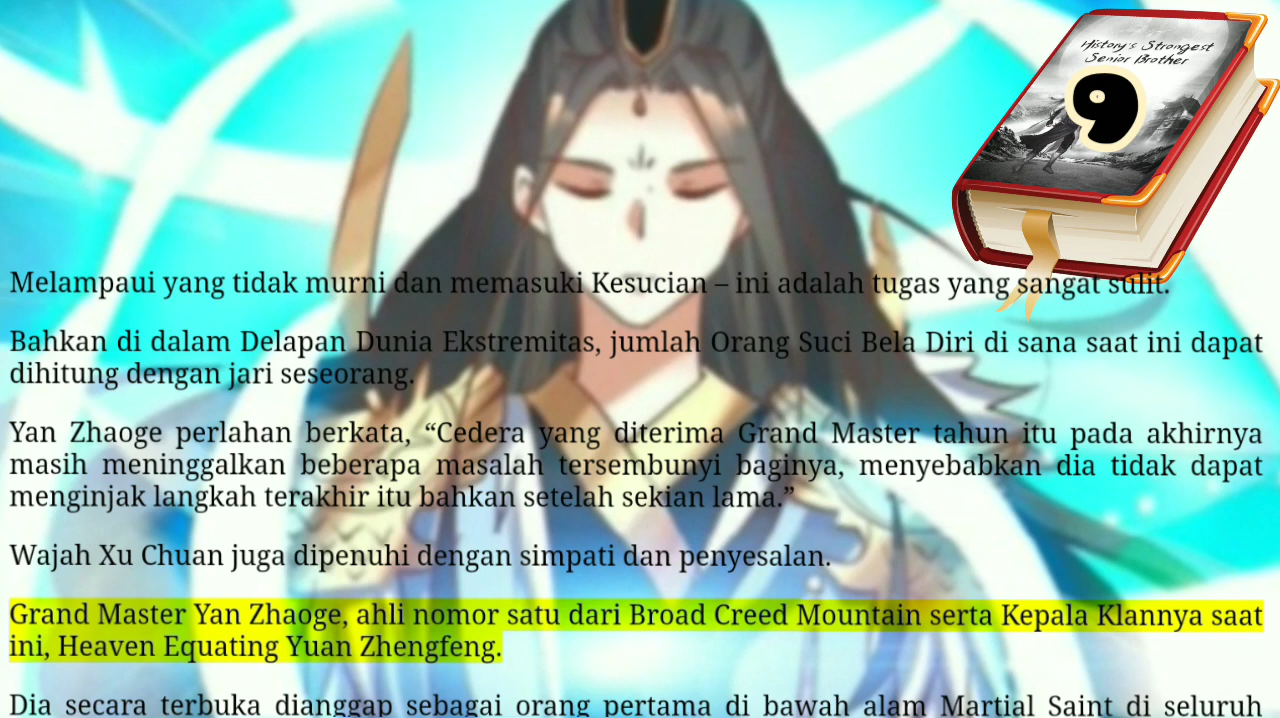 History's Strongest
Senior Brother
9
Melampaui yang tidak murni dan memasuki Kesucian – ini adalah tugas yang sangat sulit.
Bahkan di dalam Delapan Dunia Ekstremitas, jumlah Orang Suci Bela Diri di sana saat ini dapat
dihitung dengan jari seseorang.
Yan Zhaoge perlahan berkata, “Cedera yang diterima Grand Master tahun itu pada akhirnya
masih meninggalkan beberapa masalah tersembunyi baginya, menyebabkan dia tidak dapat
menginjak langkah terakhir itu bahkan setelah sekian lama.”
Wajah Xu Chuan juga dipenuhi dengan simpati dan penyesalan.
Grand Master Yan Zhaoge, ahli nomor satu dari Broad Creed Mountain serta Kepala Klannya saat
ini, Heaven Equating Yuan Zhengfeng.
Dia secara terbuka dianggap sebagai orang pertama di bawah alam Martial Saint di seluruh